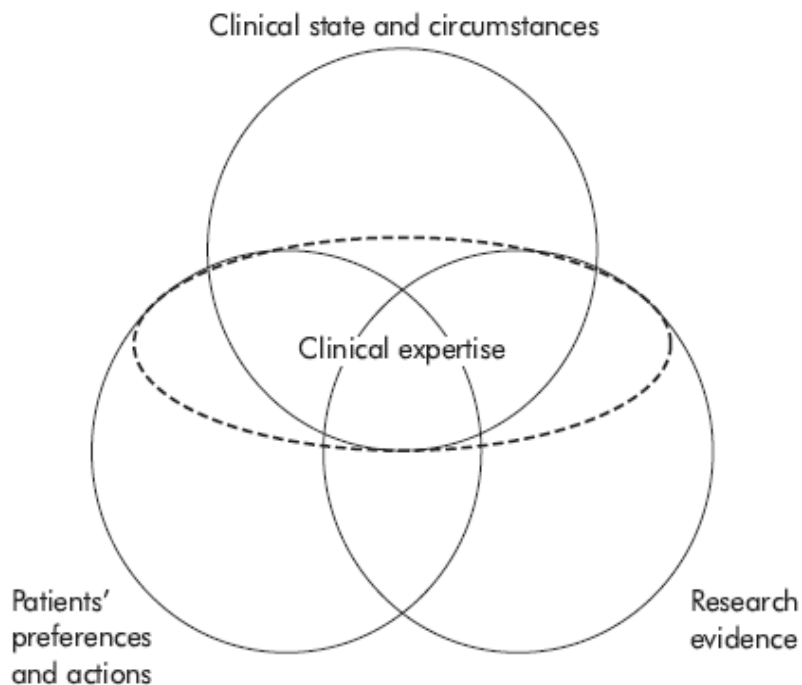 Clinical state and circumstances
Clinical expertise
Patients'
preferences
and actions
Research
evidence